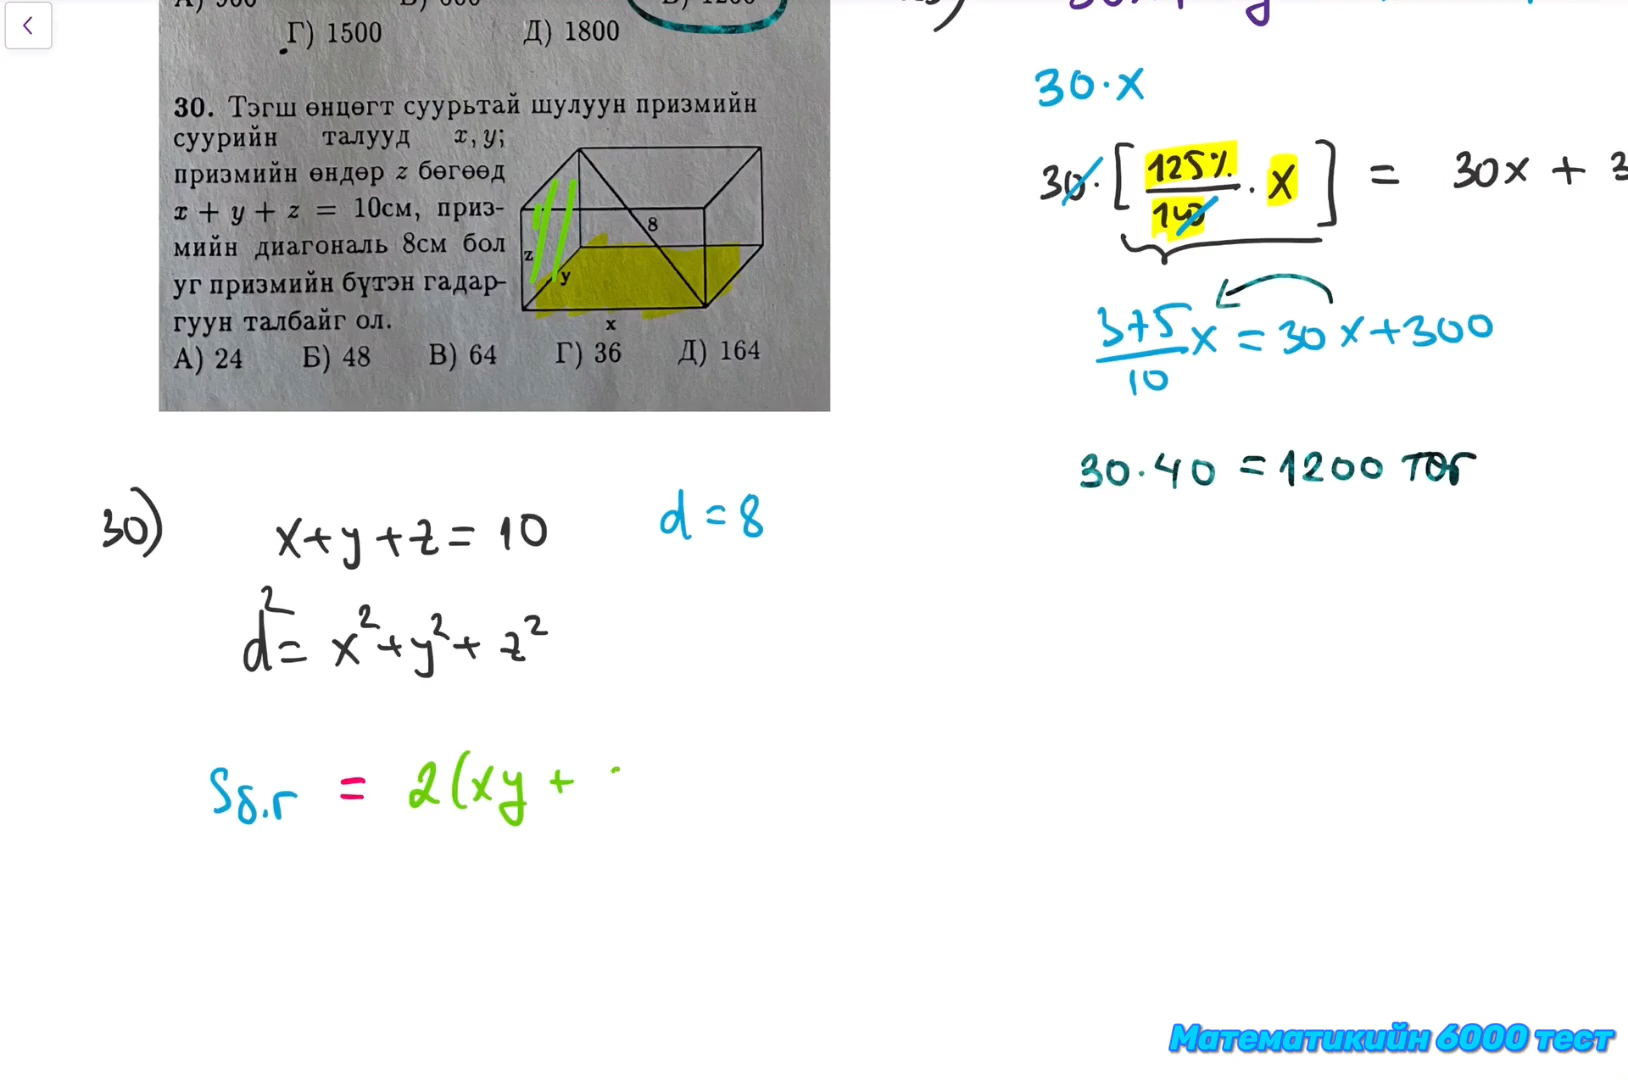 Г) 1500 Д) 1800
30. Тэгш өнцөгт суурьтай шулуун призмийн
суурийн талууд x, y;
призмийн өндөр z бөгөөд
x + y + z = 10см, приз-
мийн диагональ 8см бол
уг призмийн бүтэн гадар-
гуун талбайг ол.
z
y
x
8
А) 24 Б) 48 В) 64 Г) 36 Д) 164
30) x+y+z = 10 d = 8
d² = x² + y² + z²
Sб.г = 2(xy +
30·x
30· [ 125% / 100 · x ] = 30x + 3
375/10 x = 30x + 300
30·40 = 1200 төг
Математикийн 6000 тест